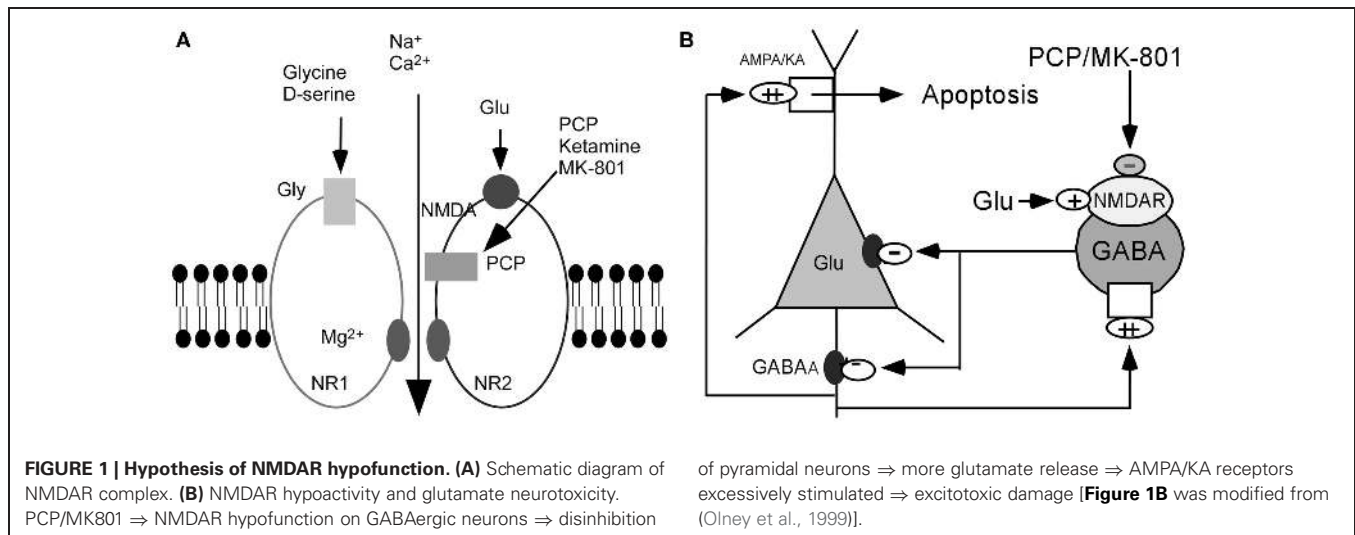 A
Na⁺
Ca²⁺
Glycine
D-serine
Glu
PCP
Ketamine
MK-801
Gly
NMDA
PCP
Mg²⁺
NR1
NR2
B
AMPA/KA
++
Apoptosis
PCP/MK-801
-
Glu
+
NMDAR
GABA
Glu
-
++
GABAA
-
FIGURE 1 | Hypothesis of NMDAR hypofunction. (A) Schematic diagram of
NMDAR complex. (B) NMDAR hypoactivity and glutamate neurotoxicity.
PCP/MK801 ⇒ NMDAR hypofunction on GABAergic neurons ⇒ disinhibition
of pyramidal neurons ⇒ more glutamate release ⇒ AMPA/KA receptors
excessively stimulated ⇒ excitotoxic damage [Figure 1B was modified from
(Olney et al., 1999)].